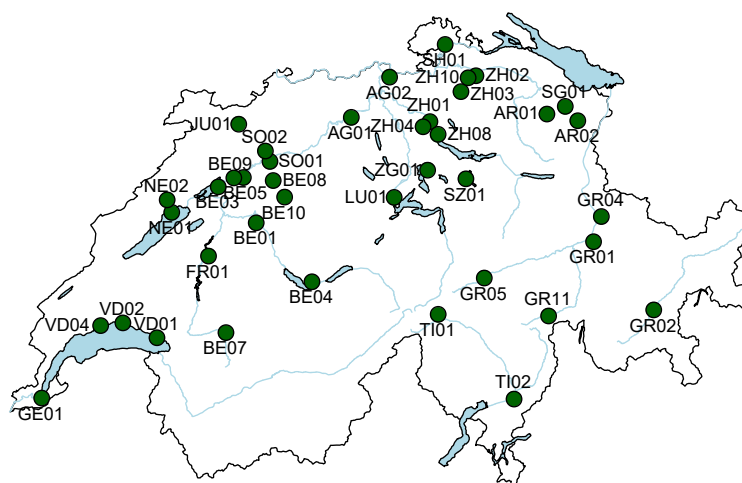 SH01
ZH10
ZH02
AG02
ZH03
SG01
ZH01
AR01
JU01
AG01
ZH04
AR02
SO02
ZH08
SO01
BE09
ZG01
BE08
SZ01
NE02
BE05
BE03
LU01
BE10
GR04
NE01
BE01
GR01
FR01
BE04
GR05
GR11
GR02
VD02
VD04
VD01
TI01
BE07
TI02
GE01